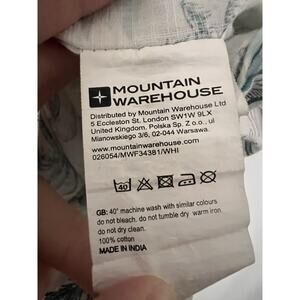 MOUNTAIN
WAREHOUSE
Distributed by Mountain Warehouse Ltd
5 Eccleston St. London SW1W 9LX
United Kingdom, Polska Sp. Z o.o., ul
Mianowskiego 3/6, 02-044 Warsawa.
www.mountainwarehouse.com
026054/MWF34381/WHI
40
GB: 40° machine wash with similar colours
do not bleach. do not tumble dry warm iron.
do not dry clean.
100% cotton
MADE IN INDIA